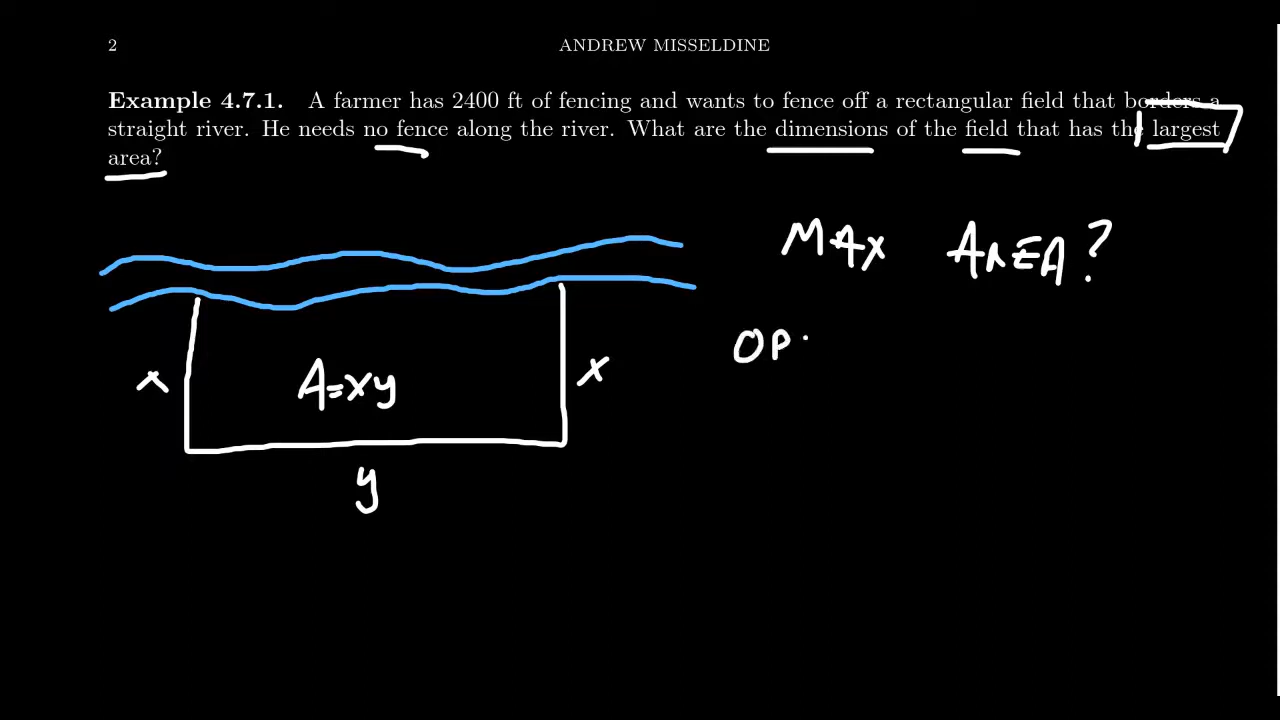 2
ANDREW MISSELDINE
Example 4.7.1. A farmer has 2400 ft of fencing and wants to fence off a rectangular field that borders a
straight river. He needs no fence along the river. What are the dimensions of the field that has the largest
area?
MAX AREA?
OP
x A=xy x
y